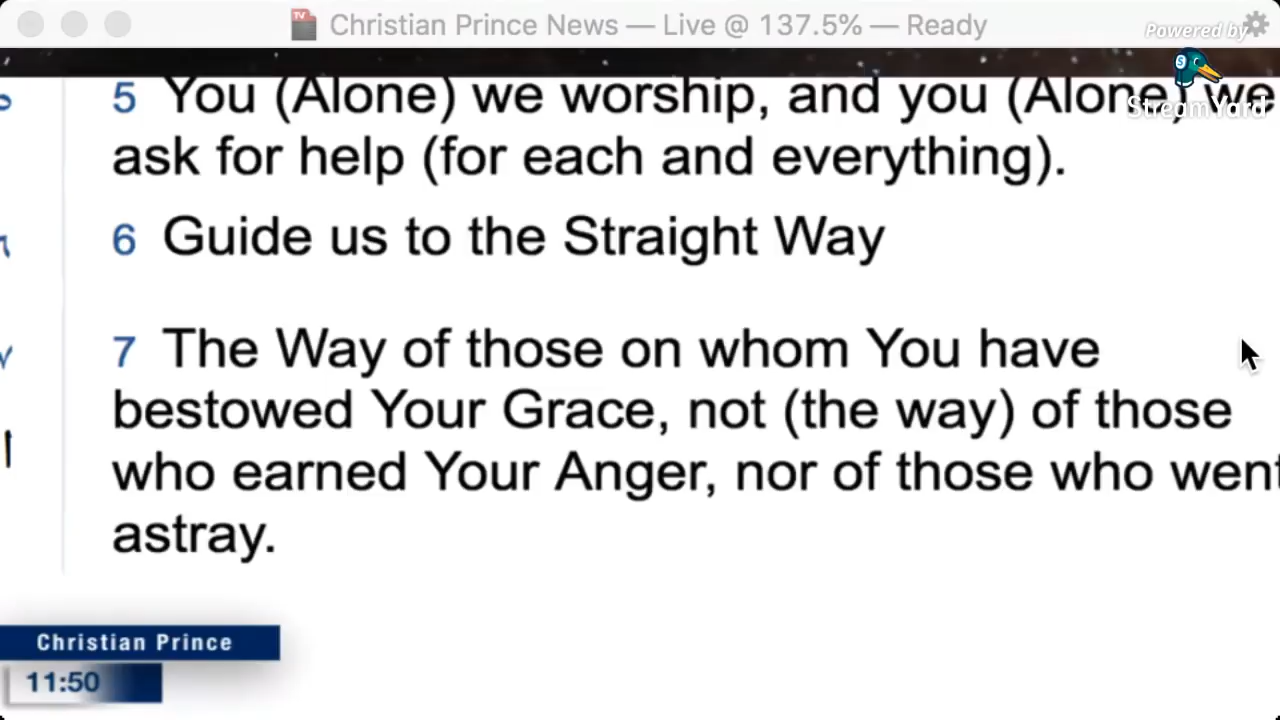 Christian Prince News — Live @ 137.5% — Ready
Powered by
StreamYard
5 You (Alone) we worship, and you (Alone) we
ask for help (for each and everything).
6 Guide us to the Straight Way
7 The Way of those on whom You have
bestowed Your Grace, not (the way) of those
who earned Your Anger, nor of those who went
astray.
Christian Prince
11:50